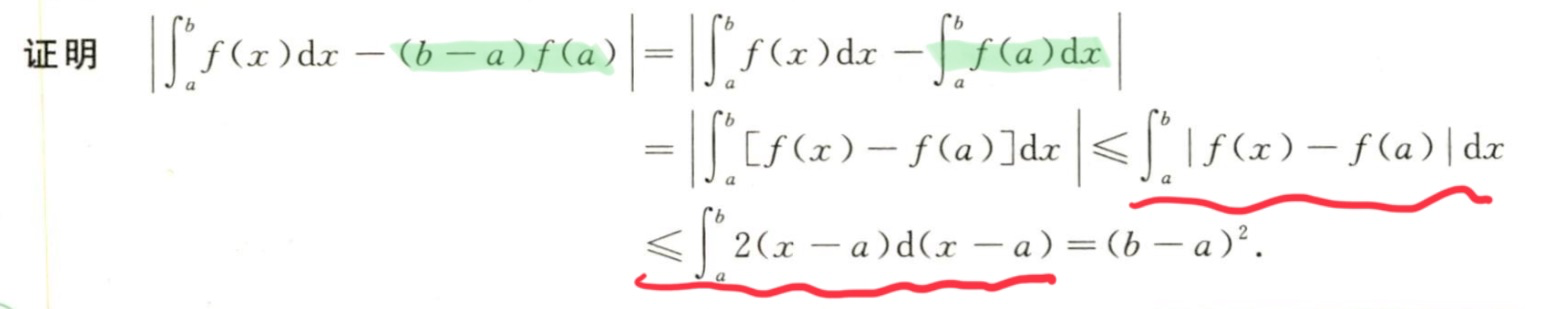 证明 |∫_a^b f(x)dx − (b−a)f(a)| = |∫_a^b f(x)dx − ∫_a^b f(a)dx|
= |∫_a^b [f(x)−f(a)]dx| ⩽ ∫_a^b |f(x)−f(a)|dx
⩽ ∫_a^b 2(x−a)d(x−a) = (b−a)².